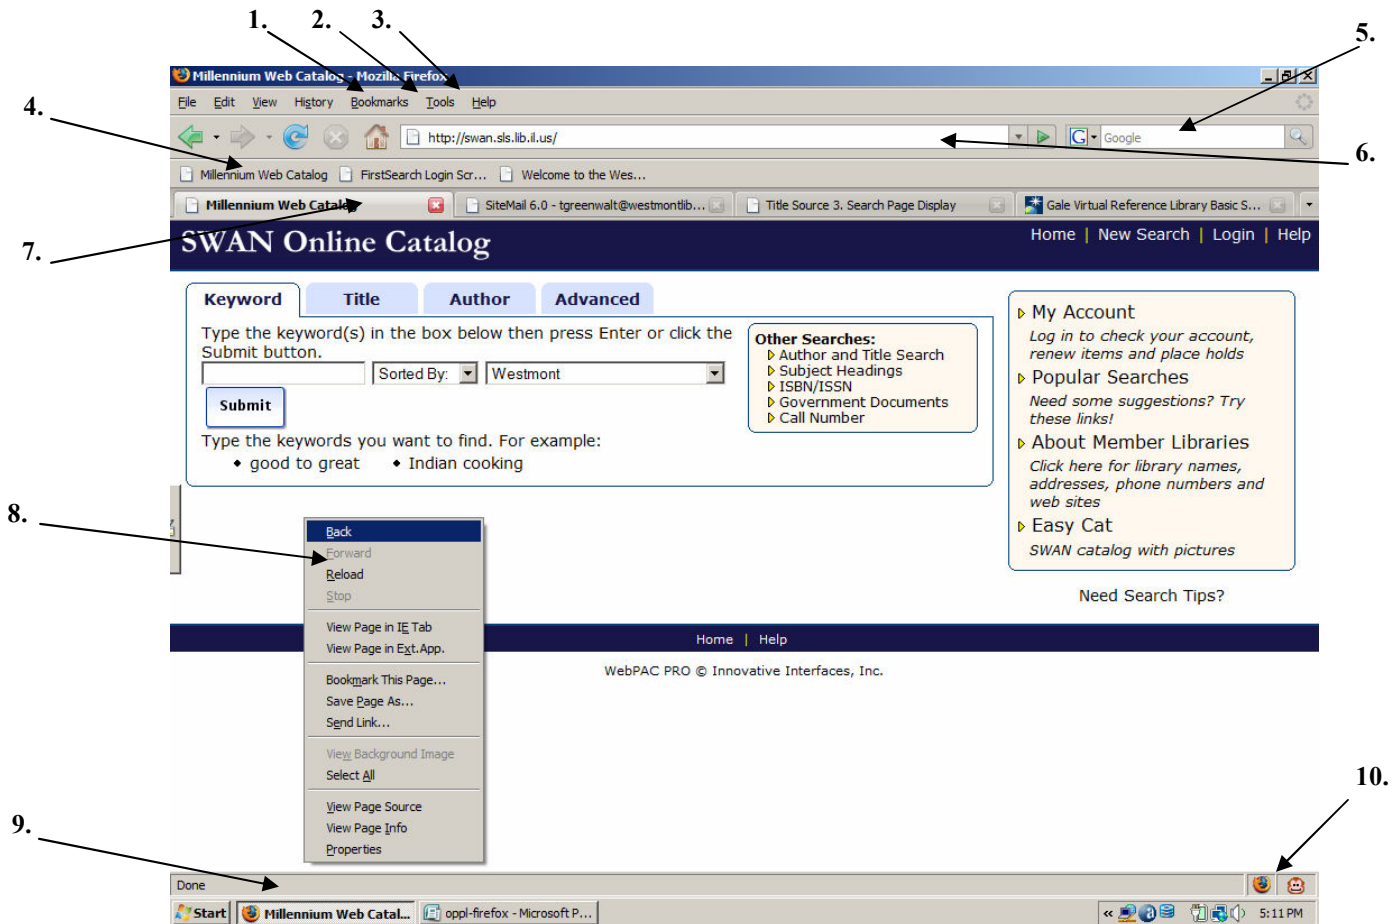 1. 2. 3.
5.
Millennium Web Catalog - Mozilla Firefox
4.
File Edit View History Bookmarks Tools Help
http://swan.sls.lib.il.us/ G Google
6.
Millennium Web Catalog FirstSearch Login Scr... Welcome to the Wes...
Millennium Web Catalog SiteMail 6.0 - tgreenwalt@westmontlib... Title Source 3. Search Page Display Gale Virtual Reference Library Basic S...
7.
SWAN Online Catalog Home | New Search | Login | Help
Keyword Title Author Advanced
Type the keyword(s) in the box below then press Enter or click the
Submit button.
Sorted By: Westmont
Submit
Type the keywords you want to find. For example:
• good to great • Indian cooking
Other Searches:
Author and Title Search
Subject Headings
ISBN/ISSN
Government Documents
Call Number
My Account
Log in to check your account,
renew items and place holds
Popular Searches
Need some suggestions? Try
these links!
About Member Libraries
Click here for library names,
addresses, phone numbers and
web sites
Easy Cat
SWAN catalog with pictures
Need Search Tips?
8.
Back
Forward
Reload
Stop
View Page in IE Tab
View Page in Ext.App.
Bookmark This Page...
Save Page As...
Send Link...
View Background Image
Select All
View Page Source
View Page Info
Properties
Home | Help
WebPAC PRO © Innovative Interfaces, Inc.
10.
9.
Done
Start Millennium Web Catal... oppl-firefox - Microsoft P... « 5:11 PM